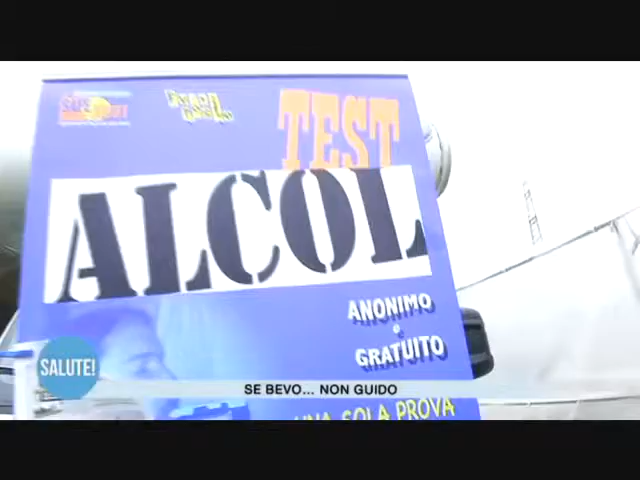 TEST
ALCOL
ANONIMO
e
GRATUITO
SALUTE!
SE BEVO... NON GUIDO
UNA SOLA PROVA